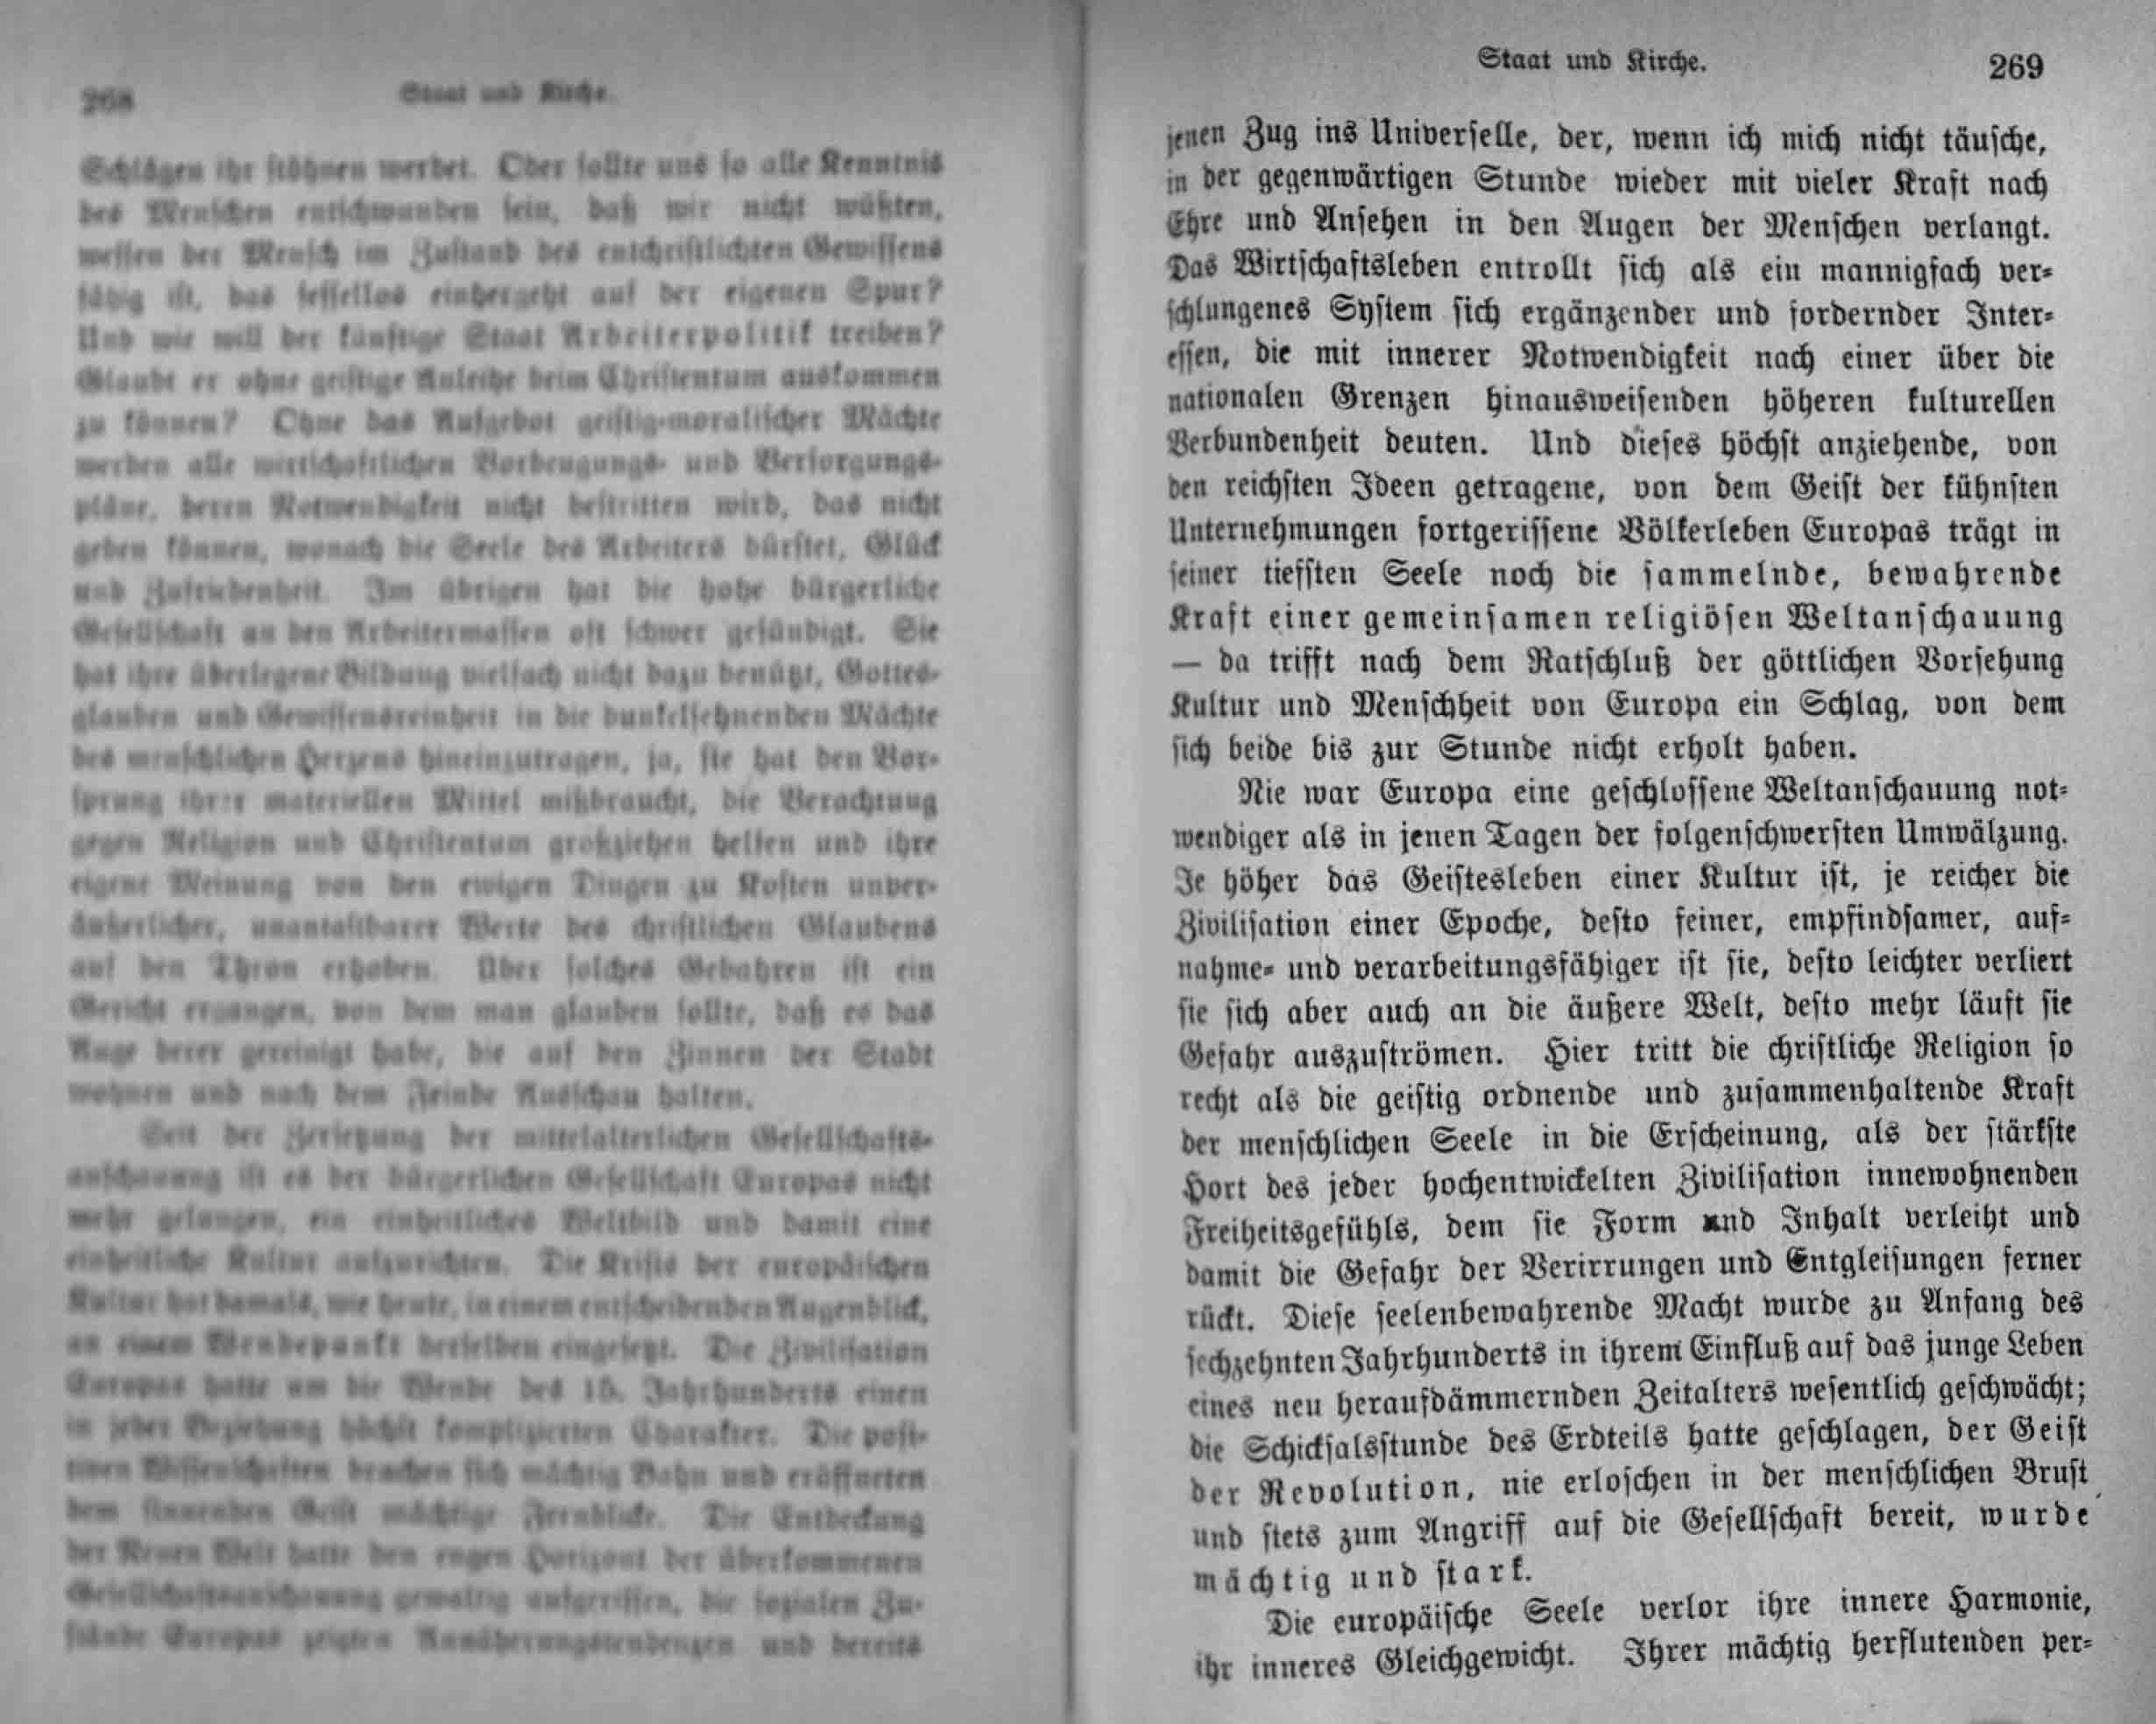 268 Staat und Kirche.
Schlägen ihr stöhnen werdet. Oder sollte uns so alle Kenntnis
des Menschen entschwunden sein, daß wir nicht wüßten,
wessen der Mensch im Zustand des entchristlichten Gewissens
fähig ist, das fessellos einhergeht auf der eigenen Spur?
Und wie will der künftige Staat Arbeiterpolitik treiben?
Glaubt er ohne geistige Anleihe beim Christentum auskommen
zu können? Ohne das Aufgebot geistig-moralischer Mächte
werden alle wirtschaftlichen Vorbeugungs- und Versorgungs-
pläne, deren Notwendigkeit nicht bestritten wird, das nicht
geben können, wonach die Seele des Arbeiters dürstet, Glück
und Zufriedenheit. Im übrigen hat die hohe bürgerliche
Gesellschaft an den Arbeitermassen oft schwer gesündigt. Sie
hat ihre überlegene Bildung vielfach nicht dazu benützt, Gottes-
glauben und Gewissensreinheit in die dunkelsehnenden Mächte
des menschlichen Herzens hineinzutragen, ja, sie hat den Vor-
sprung ihrer materiellen Mittel mißbraucht, die Verachtung
gegen Religion und Christentum großziehen helfen und ihre
eigene Meinung von den ewigen Dingen zu Kosten unver-
äußerlicher, unantastbarer Werte des christlichen Glaubens
auf den Thron erhoben. Über solches Gebahren ist ein
Gericht ergangen, von dem man glauben sollte, daß es das
Auge derer gereinigt habe, die auf den Zinnen der Stadt
wohnen und nach dem Feinde Ausschau halten.
Seit der Zersetzung der mittelalterlichen Gesellschafts-
anschauung ist es der bürgerlichen Gesellschaft Europas nicht
mehr gelungen, ein einheitliches Weltbild und damit eine
einheitliche Kultur aufzurichten. Die Krisis der europäischen
Kultur hat damals, wie heute, in einem entscheidenden Augenblick,
an einem Wendepunkt derselben eingesetzt. Die Zivilisation
Europas hatte um die Wende des 15. Jahrhunderts einen
in jeder Beziehung höchst komplizierten Charakter. Die posi-
tiven Wissenschaften brachen sich mächtig Bahn und eröffneten
dem sinnenden Geist mächtige Fernblicke. Die Entdeckung
der Neuen Welt hatte den engen Horizont der überkommenen
Gesellschaftsanschauung gewaltig aufgerissen, die sozialen Zu-
stände Europas zeigten Annäherungstendenzen und bereits
Staat und Kirche. 269
jenen Zug ins Universelle, der, wenn ich mich nicht täusche,
in der gegenwärtigen Stunde wieder mit vieler Kraft nach
Ehre und Ansehen in den Augen der Menschen verlangt.
Das Wirtschaftsleben entrollt sich als ein mannigfach ver-
schlungenes System sich ergänzender und fordernder Inter-
essen, die mit innerer Notwendigkeit nach einer über die
nationalen Grenzen hinausweisenden höheren kulturellen
Verbundenheit deuten. Und dieses höchst anziehende, von
den reichsten Ideen getragene, von dem Geist der kühnsten
Unternehmungen fortgerissene Völkerleben Europas trägt in
seiner tiefsten Seele noch die sammelnde, bewahrende
Kraft einer gemeinsamen religiösen Weltanschauung
— da trifft nach dem Ratschluß der göttlichen Vorsehung
Kultur und Menschheit von Europa ein Schlag, von dem
sich beide bis zur Stunde nicht erholt haben.
Nie war Europa eine geschlossene Weltanschauung not-
wendiger als in jenen Tagen der folgenschwersten Umwälzung.
Je höher das Geistesleben einer Kultur ist, je reicher die
Zivilisation einer Epoche, desto feiner, empfindsamer, auf-
nahme- und verarbeitungsfähiger ist sie, desto leichter verliert
sie sich aber auch an die äußere Welt, desto mehr läuft sie
Gefahr auszuströmen. Hier tritt die christliche Religion so
recht als die geistig ordnende und zusammenhaltende Kraft
der menschlichen Seele in die Erscheinung, als der stärkste
Hort des jeder hochentwickelten Zivilisation innewohnenden
Freiheitsgefühls, dem sie Form und Inhalt verleiht und
damit die Gefahr der Verirrungen und Entgleisungen ferner
rückt. Diese seelenbewahrende Macht wurde zu Anfang des
sechzehnten Jahrhunderts in ihrem Einfluß auf das junge Leben
eines neu heraufdämmernden Zeitalters wesentlich geschwächt;
die Schicksalsstunde des Erdteils hatte geschlagen, der Geist
der Revolution, nie erloschen in der menschlichen Brust
und stets zum Angriff auf die Gesellschaft bereit, wurde
mächtig und stark.
Die europäische Seele verlor ihre innere Harmonie,
ihr inneres Gleichgewicht. Ihrer mächtig herflutenden per-